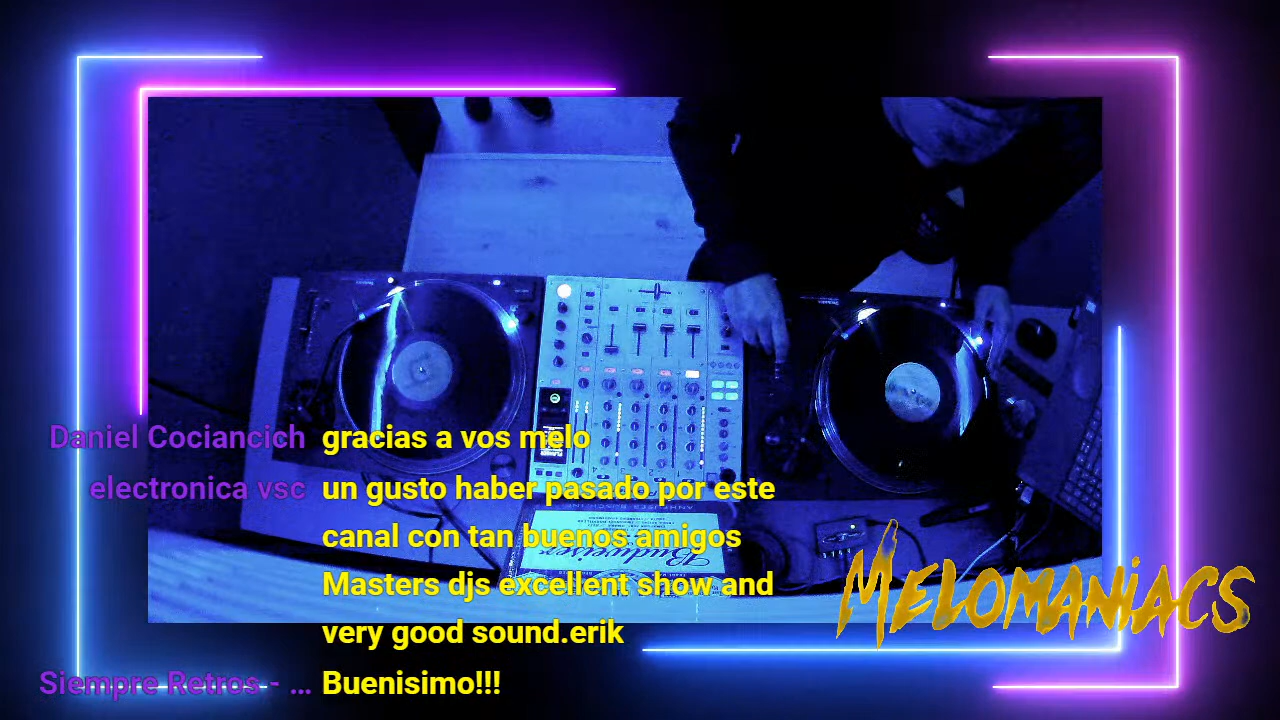 Daniel Cociancich gracias a vos melo
electronica vsc un gusto haber pasado por este
canal con tan buenos amigos
Masters djs excellent show and
very good sound.erik
Siempre Retros - ... Buenisimo!!!
Budweiser
MELOMANiACS